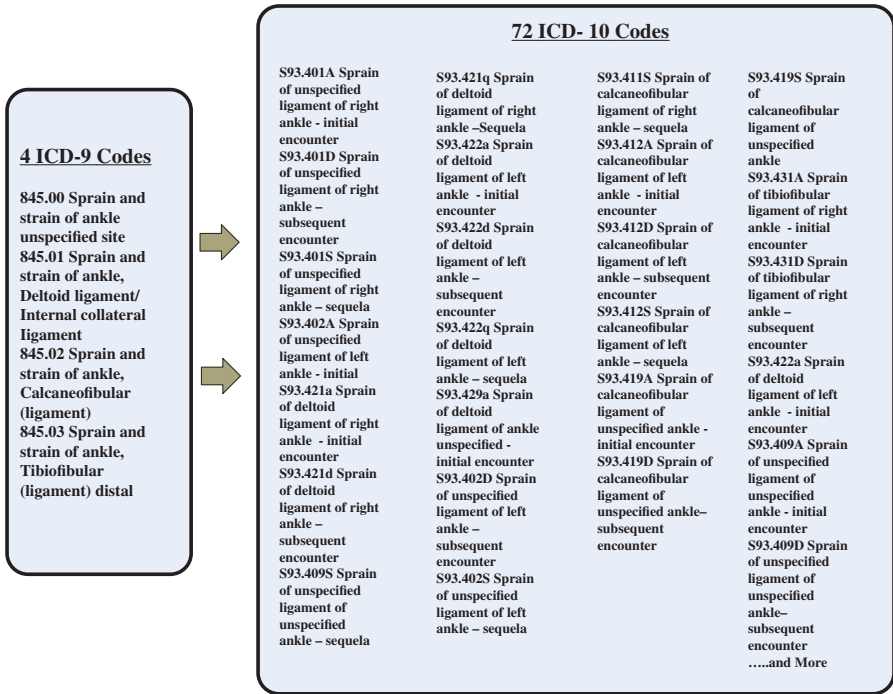 4 ICD-9 Codes
845.00 Sprain and
strain of ankle
unspecified site
845.01 Sprain and
strain of ankle,
Deltoid ligament/
Internal collateral
Iigament
845.02 Sprain and
strain of ankle,
Calcaneofibular
(ligament)
845.03 Sprain and
strain of ankle,
Tibiofibular
(ligament) distal
72 ICD- 10 Codes
S93.401A Sprain
of unspecified
ligament of right
ankle - initial
encounter
S93.401D Sprain
of unspecified
ligament of right
ankle –
subsequent
encounter
S93.401S Sprain
of unspecified
ligament of right
ankle – sequela
S93.402A Sprain
of unspecified
ligament of left
ankle - initial
S93.421a Sprain
of deltoid
ligament of right
ankle - initial
encounter
S93.421d Sprain
of deltoid
ligament of right
ankle –
subsequent
encounter
S93.409S Sprain
of unspecified
ligament of
unspecified
ankle – sequela
S93.421q Sprain
of deltoid
ligament of right
ankle –Sequela
S93.422a Sprain
of deltoid
ligament of left
ankle - initial
encounter
S93.422d Sprain
of deltoid
ligament of left
ankle –
subsequent
encounter
S93.422q Sprain
of deltoid
ligament of left
ankle – sequela
S93.429a Sprain
of deltoid
ligament of ankle
unspecified -
initial encounter
S93.402D Sprain
of unspecified
ligament of left
ankle –
subsequent
encounter
S93.402S Sprain
of unspecified
ligament of left
ankle – sequela
S93.411S Sprain of
calcaneofibular
ligament of right
ankle – sequela
S93.412A Sprain of
calcaneofibular
ligament of left
ankle - initial
encounter
S93.412D Sprain of
calcaneofibular
ligament of left
ankle – subsequent
encounter
S93.412S Sprain of
calcaneofibular
ligament of left
ankle – sequela
S93.419A Sprain of
calcaneofibular
ligament of
unspecified ankle -
initial encounter
S93.419D Sprain of
calcaneofibular
ligament of
unspecified ankle–
subsequent
encounter
S93.419S Sprain
of
calcaneofibular
ligament of
unspecified
ankle
S93.431A Sprain
of tibiofibular
ligament of right
ankle - initial
encounter
S93.431D Sprain
of tibiofibular
ligament of right
ankle –
subsequent
encounter
S93.422a Sprain
of deltoid
ligament of left
ankle - initial
encounter
S93.409A Sprain
of unspecified
ligament of
unspecified
ankle - initial
encounter
S93.409D Sprain
of unspecified
ligament of
unspecified
ankle–
subsequent
encounter
…..and More